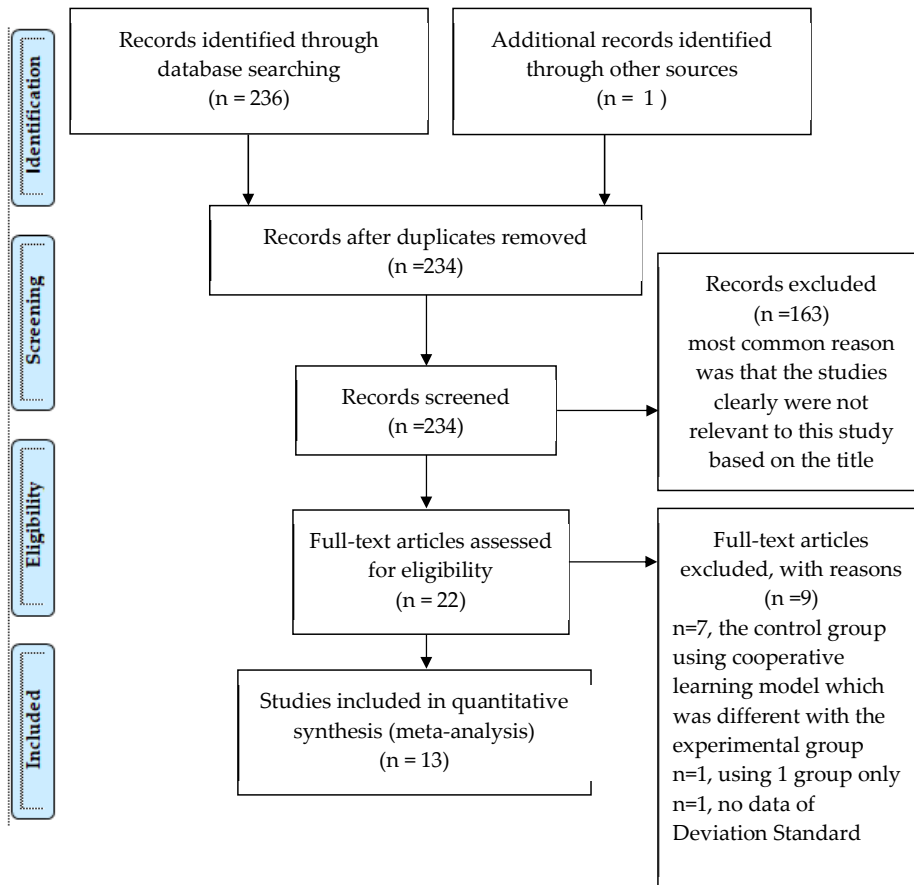 Identification
Records identified through
database searching
(n = 236)
Additional records identified
through other sources
(n = 1 )
Records after duplicates removed
(n =234)
Screening
Records screened
(n =234)
Records excluded
(n =163)
most common reason
was that the studies
clearly were not
relevant to this study
based on the title
Eligibility
Full-text articles assessed
for eligibility
(n = 22)
Full-text articles
excluded, with reasons
(n =9)
n=7, the control group
using cooperative
learning model which
was different with the
experimental group
n=1, using 1 group only
n=1, no data of
Deviation Standard
Included
Studies included in quantitative
synthesis (meta-analysis)
(n = 13)